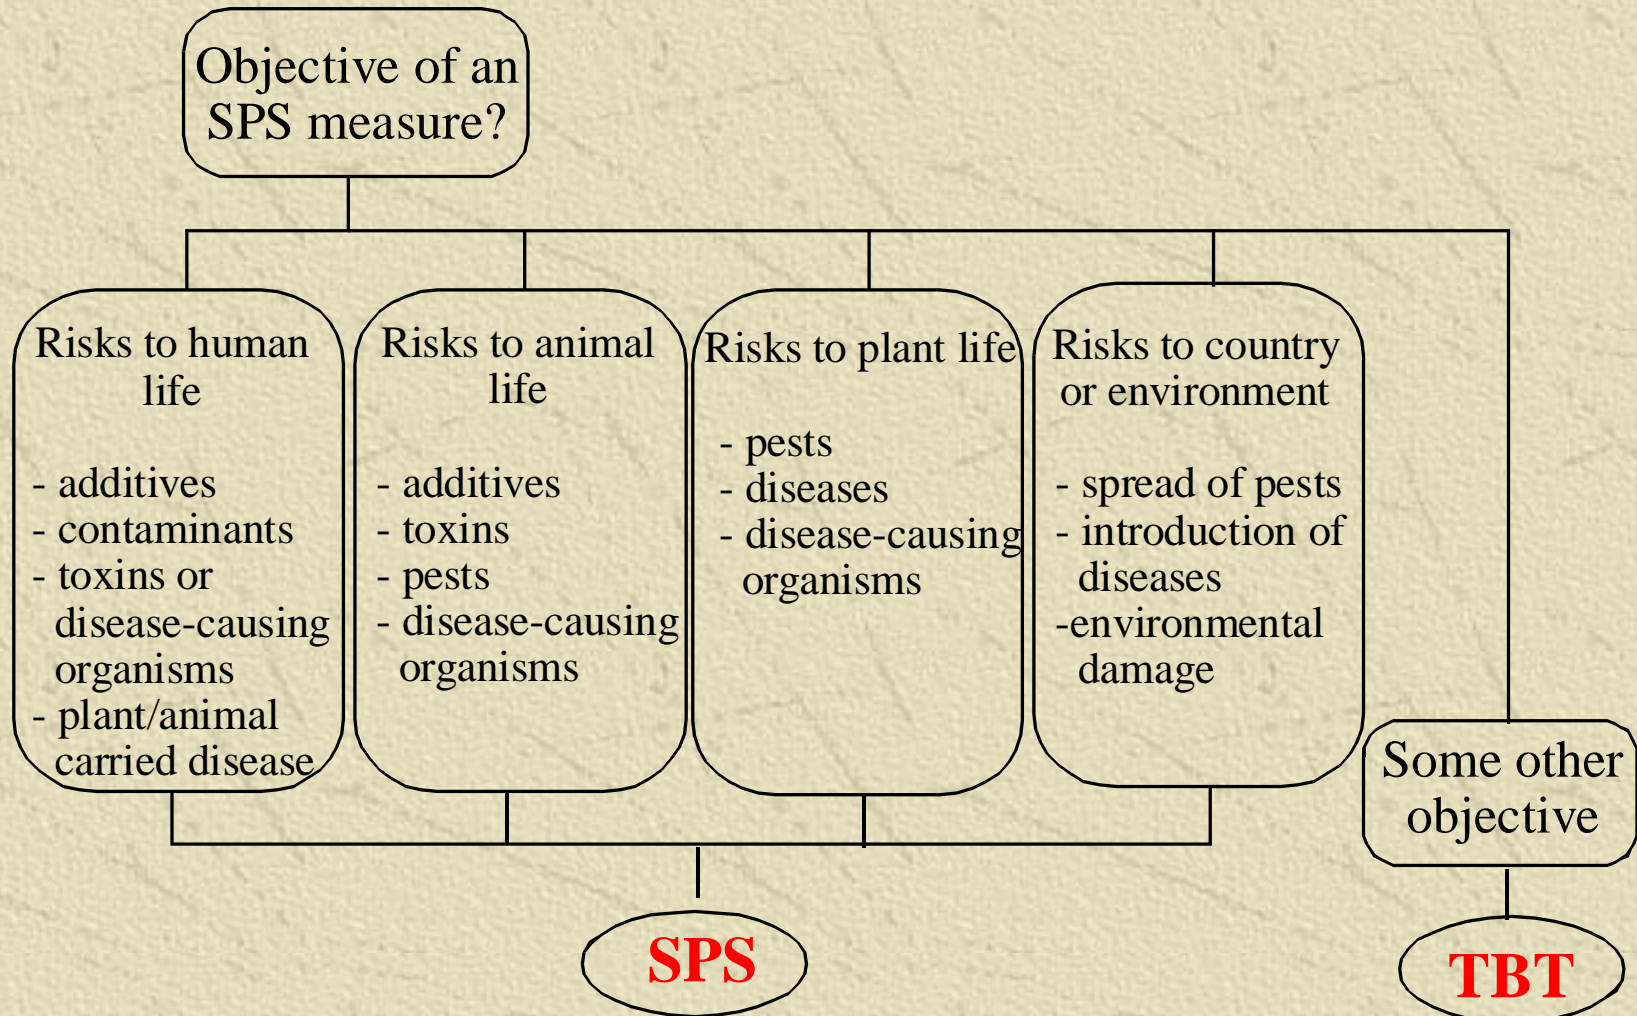 Objective of an
SPS measure?
Risks to human
life
- additives
- contaminants
- toxins or
disease-causing
organisms
- plant/animal
carried disease
Risks to animal
life
- additives
- toxins
- pests
- disease-causing
organisms
Risks to plant life
- pests
- diseases
- disease-causing
organisms
Risks to country
or environment
- spread of pests
- introduction of
diseases
-environmental
damage
Some other
objective
SPS
TBT